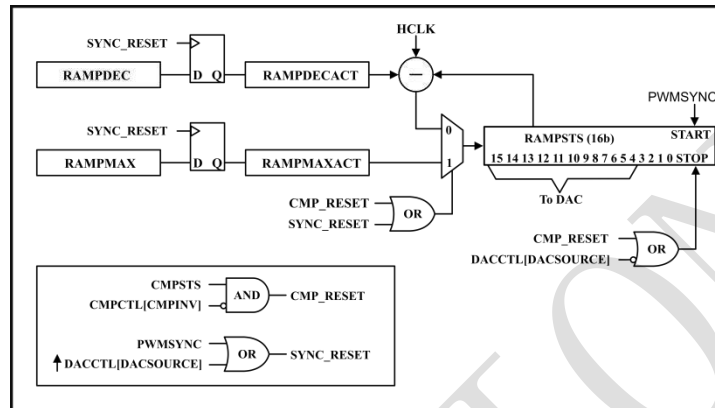 HCLK
SYNC_RESET
RAMPDEC
D Q
RAMPDECACT
−
PWMSYNC
SYNC_RESET
RAMPMAX
D Q
RAMPMAXACT
0
1
RAMPSTS (16b)
START
15 14 13 12 11 10 9 8 7 6 5 4 3 2 1 0 STOP
To DAC
CMP_RESET
SYNC_RESET
OR
CMP_RESET
DACCTL[DACSOURCE]
OR
CMPSTS
CMPCTL[CMPINV]
AND
CMP_RESET
PWMSYNC
DACCTL[DACSOURCE]
OR
SYNC_RESET